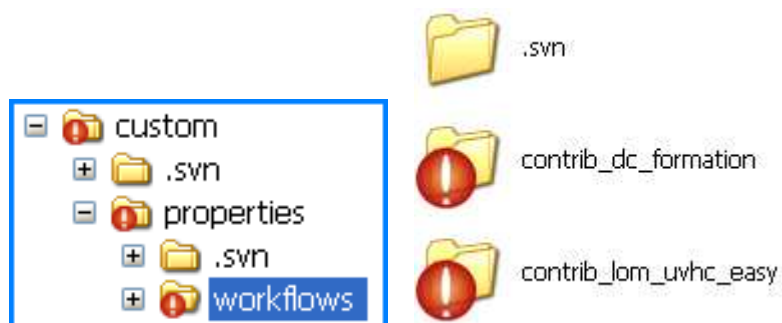 custom
.svn
properties
.svn
workflows
.svn
contrib_dc_formation
contrib_lom_uvhc_easy